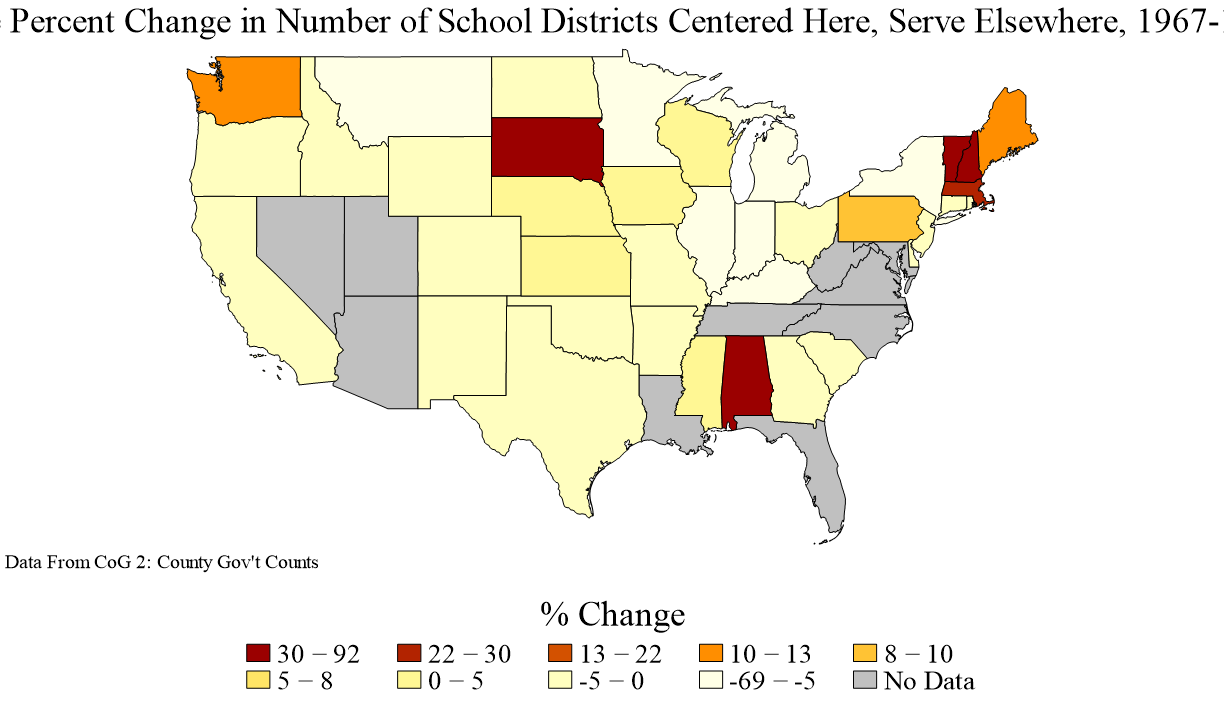 Percent Change in Number of School Districts Centered Here, Serve Elsewhere, 1967-
Data From CoG 2: County Gov't Counts
% Change
30 − 92 22 − 30 13 − 22 10 − 13 8 − 10
5 − 8 0 − 5 -5 − 0 -69 − -5 No Data